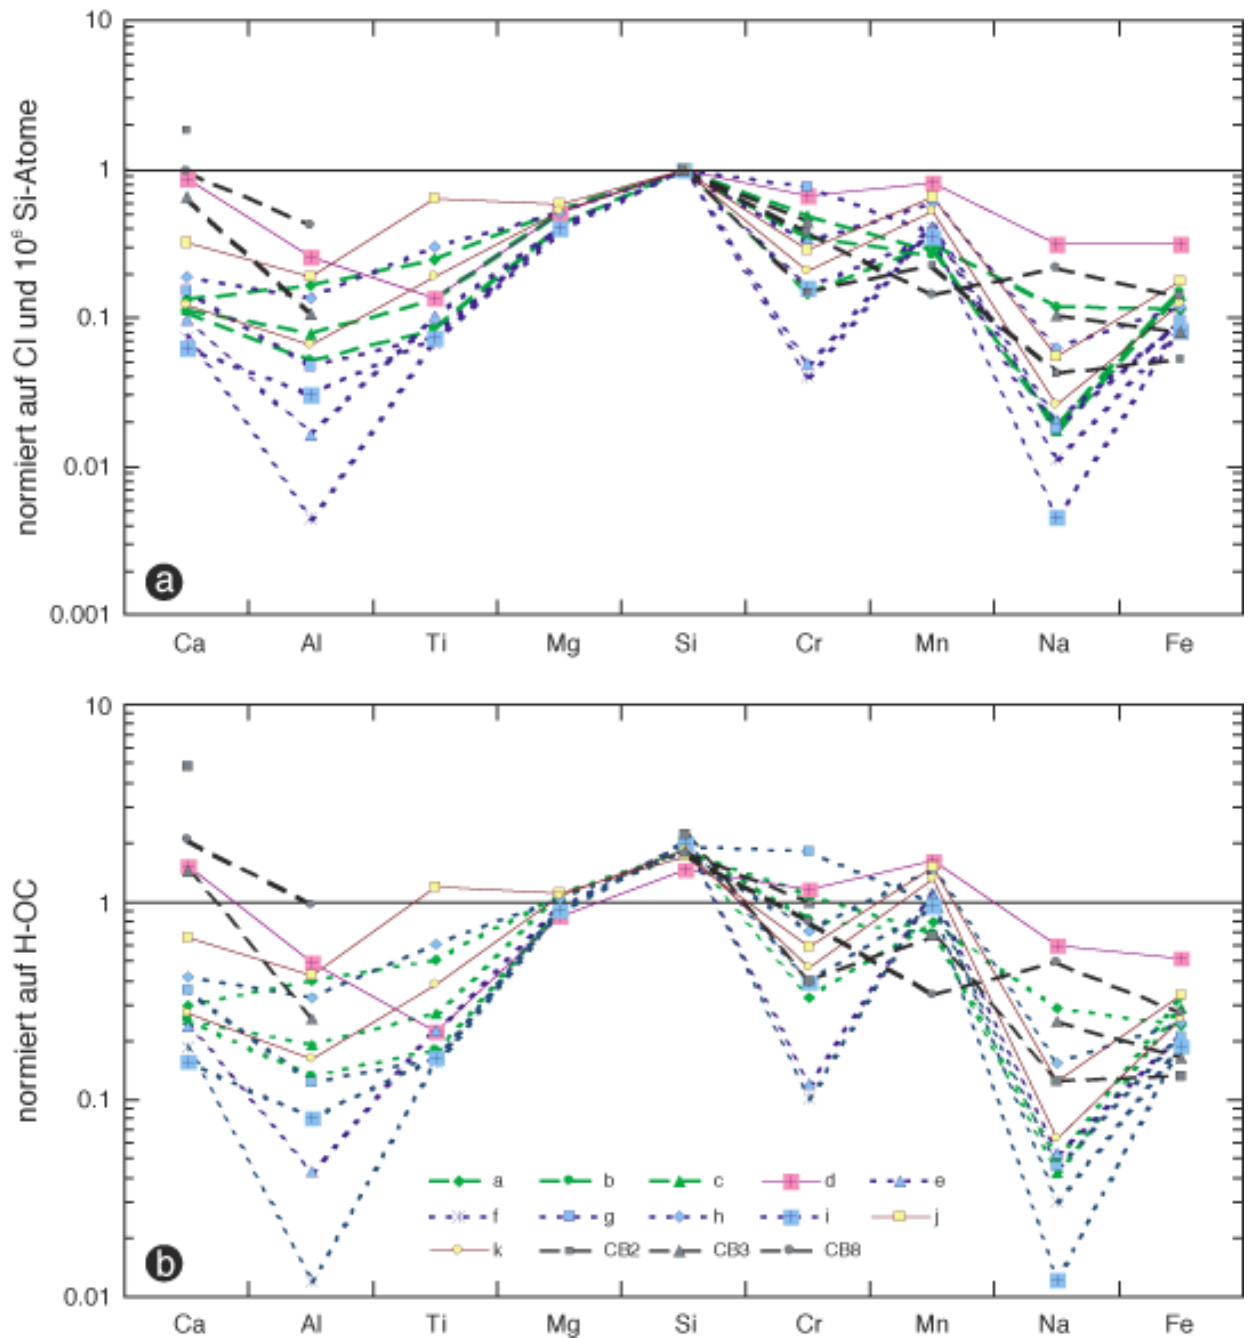 10
1
0.1
0.01
0.001
normiert auf CI und 10⁶ Si-Atome
a
Ca Al Ti Mg Si Cr Mn Na Fe
10
1
0.1
0.01
normiert auf H-OC
a b c d e
f g h i j
k CB2 CB3 CB8
b
Ca Al Ti Mg Si Cr Mn Na Fe